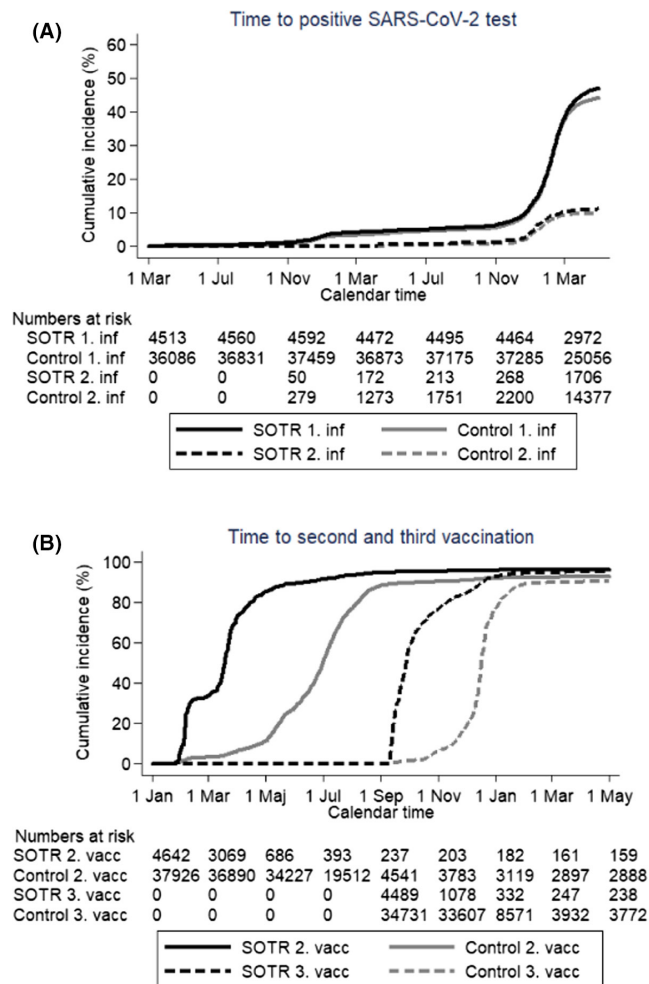 (A)
Time to positive SARS-CoV-2 test
Cumulative incidence (%)
60
50
40
30
20
10
0
1 Mar 1 Jul 1 Nov 1 Mar 1 Jul 1 Nov 1 Mar
Calendar time
Numbers at risk
SOTR 1. inf 4513 4560 4592 4472 4495 4464 2972
Control 1. inf 36086 36831 37459 36873 37175 37285 25056
SOTR 2. inf 0 0 50 172 213 268 1706
Control 2. inf 0 0 279 1273 1751 2200 14377
SOTR 1. inf Control 1. inf
SOTR 2. inf Control 2. inf
(B)
Time to second and third vaccination
Cumulative incidence (%)
100
80
60
40
20
0
1 Jan 1 Mar 1 Maj 1 Jul 1 Sep 1 Nov 1 Jan 1 Mar 1 May
Calendar time
Numbers at risk
SOTR 2. vacc 4642 3069 686 393 237 203 182 161 159
Control 2. vacc 37926 36890 34227 19512 4541 3783 3119 2897 2888
SOTR 3. vacc 0 0 0 0 4489 1078 332 247 238
Control 3. vacc 0 0 0 0 34731 33607 8571 3932 3772
SOTR 2. vacc Control 2. vacc
SOTR 3. vacc Control 3. vacc